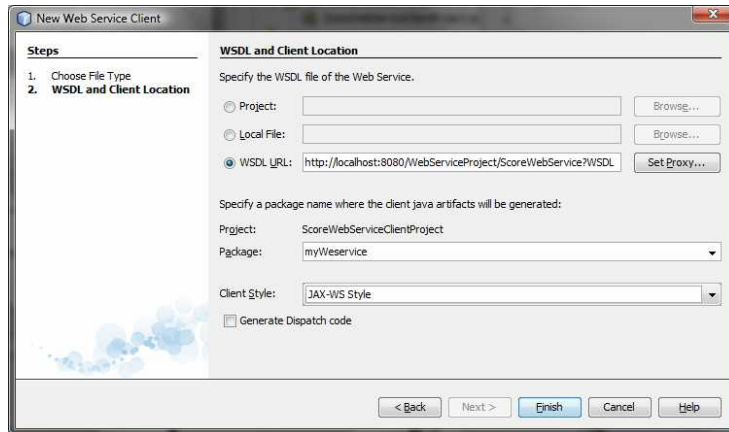 New Web Service Client
Steps
1. Choose File Type
2. WSDL and Client Location
WSDL and Client Location
Specify the WSDL file of the Web Service.
Project:
Browse...
Local File:
Browse...
WSDL URL: http://localhost:8080/WebServiceProject/ScoreWebService?WSDL
Set Proxy...
Specify a package name where the client java artifacts will be generated:
Project: ScoreWebServiceClientProject
Package: myWeservice
Client Style: JAX-WS Style
Generate Dispatch code
< Back Next > Finish Cancel Help